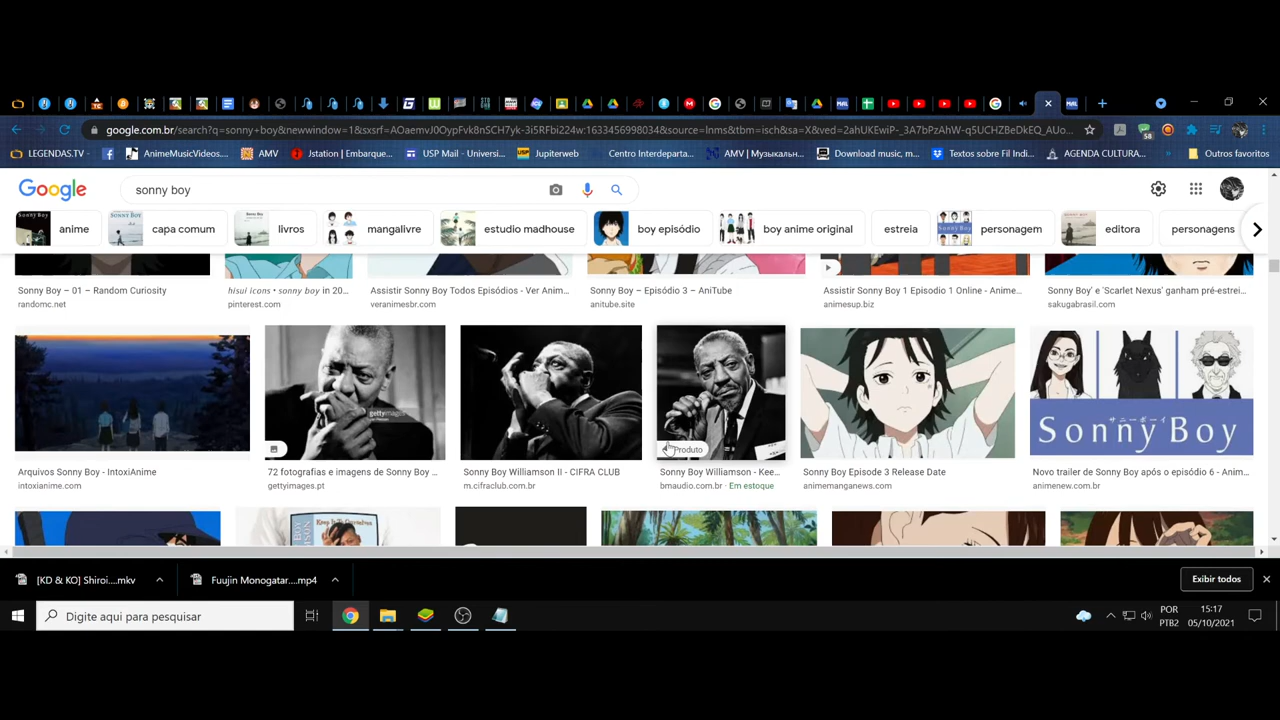 google.com.br/search?q=sonny+boy&newwindow=1&sxsrf=AOaemvJ0OypFvk8nSCH7yk-3i5RFbi224w:1633456998034&source=lnms&tbm=isch&sa=X&ved=2ahUKEwiP-_3A7bPzAhW-q5UCHZBeDkEQ_AUo...
58
LEGENDAS.TV
AnimeMusicVideos...
AMV
Jstation | Embarque...
USP Mail - Universi...
Jupiterweb
Centro Interdeparta...
AMV | Музыкальн...
Download music, m...
Textos sobre Fil Indi...
AGENDA CULTURA...
»
Outros favoritos
Google
sonny boy
anime
capa comum
livros
mangalivre
estudio madhouse
boy episódio
boy anime original
estreia
personagem
editora
personagens
Sonny Boy – 01 – Random Curiosity
randomc.net
hisui icons • sonny boy in 20...
pinterest.com
Assistir Sonny Boy Todos Episódios - Ver Anim...
veranimesbr.com
Sonny Boy – Episódio 3 – AniTube
anitube.site
Assistir Sonny Boy 1 Episodio 1 Online - Anime...
animesup.biz
Sonny Boy' e 'Scarlet Nexus' ganham pré-estrei...
sakugabrasil.com
gettyimages
Produto
サニーボーイ
Sonny Boy
Arquivos Sonny Boy - IntoxiAnime
intoxianime.com
72 fotografias e imagens de Sonny Boy ...
gettyimages.pt
Sonny Boy Williamson II - CIFRA CLUB
m.cifraclub.com.br
Sonny Boy Williamson - Kee...
bmaudio.com.br · Em estoque
Sonny Boy Episode 3 Release Date
animemanganews.com
Novo trailer de Sonny Boy após o episódio 6 - Anim...
animenew.com.br
[KD & KO] Shiroi....mkv
Fuujin Monogatar....mp4
Exibir todos
Digite aqui para pesquisar
POR
PTB2
15:17
05/10/2021